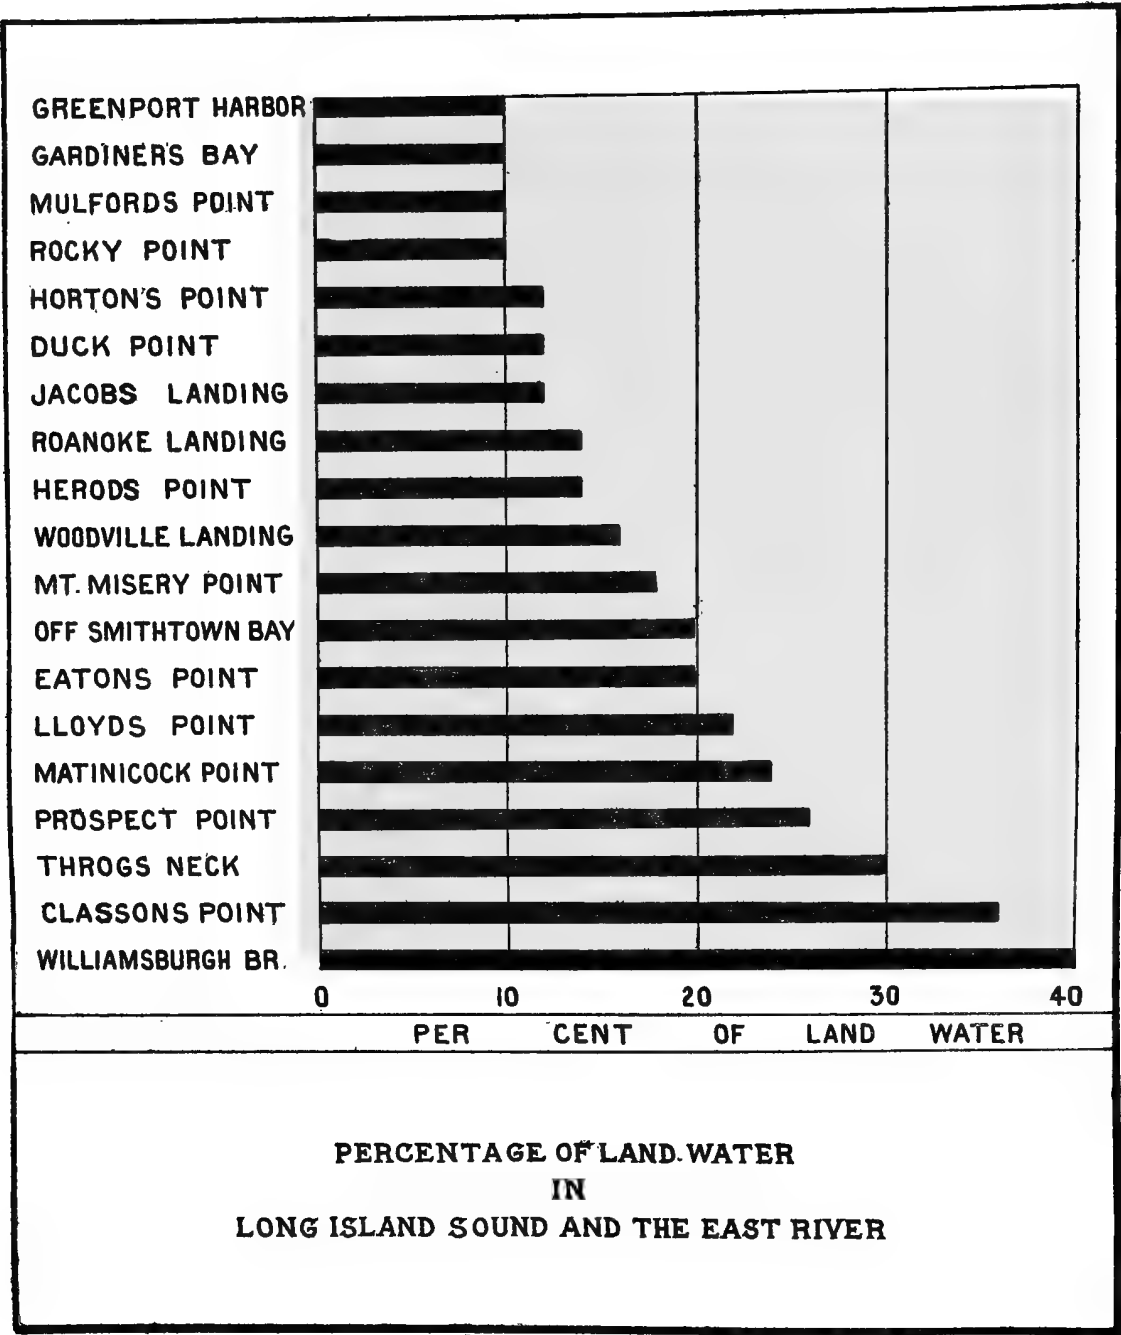 GREENPORT HARBOR
GARDINER'S BAY
MULFORDS POINT
ROCKY POINT
HORTON'S POINT
DUCK POINT
JACOBS LANDING
ROANOKE LANDING
HERODS POINT
WOODVILLE LANDING
MT. MISERY POINT
OFF SMITHTOWN BAY
EATONS POINT
LLOYDS POINT
MATINICOCK POINT
PROSPECT POINT
THROGS NECK
CLASSONS POINT
WILLIAMSBURGH BR.
0 10 20 30 40
PER CENT OF LAND WATER
PERCENTAGE OF LAND WATER
IN
LONG ISLAND SOUND AND THE EAST RIVER